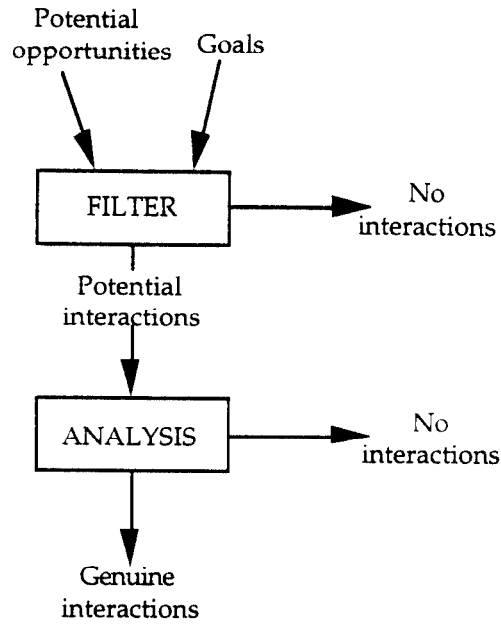 Potential
opportunities
Goals
FILTER
No
interactions
Potential
interactions
ANALYSIS
No
interactions
Genuine
interactions